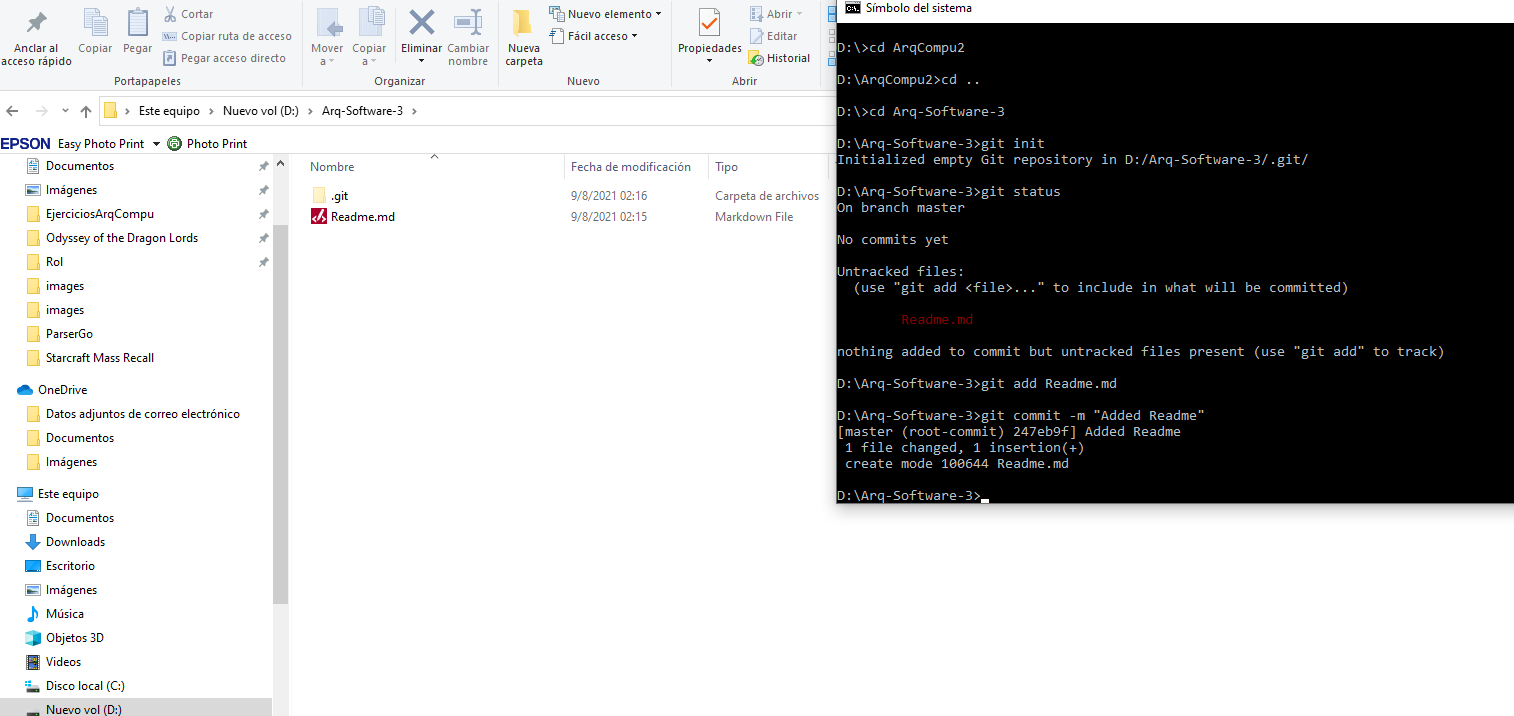 Anclar al
acceso rápido
Copiar
Pegar
Cortar
Copiar ruta de acceso
Pegar acceso directo
Portapapeles
Mover
a
Copiar
a
Eliminar
Cambiar
nombre
Organizar
Nueva
carpeta
Nuevo elemento
Fácil acceso
Nuevo
Propiedades
Abrir
Editar
Historial
Abrir
Este equipo > Nuevo vol (D:) > Arq-Software-3 >
EPSON Easy Photo Print Photo Print
Documentos
Imágenes
EjerciciosArqCompu
Odyssey of the Dragon Lords
Rol
images
images
ParserGo
Starcraft Mass Recall
OneDrive
Datos adjuntos de correo electrónico
Documentos
Imágenes
Este equipo
Documentos
Downloads
Escritorio
Imágenes
Música
Objetos 3D
Videos
Disco local (C:)
Nuevo vol (D:)
Nombre Fecha de modificación Tipo
.git 9/8/2021 02:16 Carpeta de archivos
Readme.md 9/8/2021 02:15 Markdown File
C:\. Símbolo del sistema
D:\>cd ArqCompu2
D:\ArqCompu2>cd ..
D:\>cd Arq-Software-3
D:\Arq-Software-3>git init
Initialized empty Git repository in D:/Arq-Software-3/.git/
D:\Arq-Software-3>git status
On branch master
No commits yet
Untracked files:
(use "git add <file>..." to include in what will be committed)
Readme.md
nothing added to commit but untracked files present (use "git add" to track)
D:\Arq-Software-3>git add Readme.md
D:\Arq-Software-3>git commit -m "Added Readme"
[master (root-commit) 247eb9f] Added Readme
1 file changed, 1 insertion(+)
create mode 100644 Readme.md
D:\Arq-Software-3>